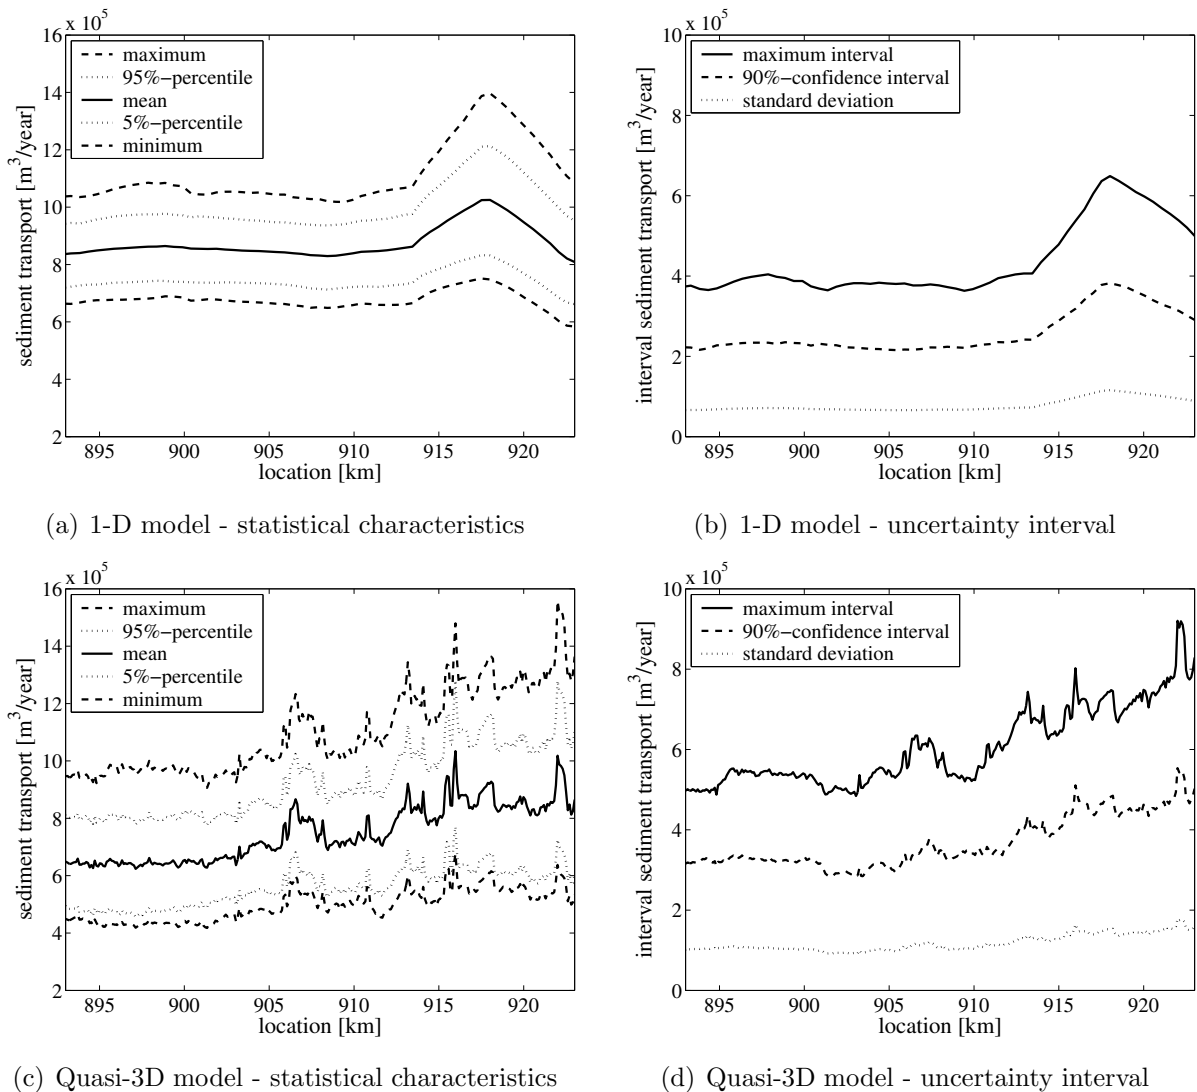 x 10^5
16
14
12
10
8
6
4
2
sediment transport [m^3/year]
maximum
95%−percentile
mean
5%−percentile
minimum
895 900 905 910 915 920
location [km]
(a) 1-D model - statistical characteristics
x 10^5
10
8
6
4
2
0
interval sediment transport [m^3/year]
maximum interval
90%−confidence interval
standard deviation
895 900 905 910 915 920
location [km]
(b) 1-D model - uncertainty interval
x 10^5
16
14
12
10
8
6
4
2
sediment transport [m^3/year]
maximum
95%−percentile
mean
5%−percentile
minimum
895 900 905 910 915 920
location [km]
(c) Quasi-3D model - statistical characteristics
x 10^5
10
8
6
4
2
0
interval sediment transport [m^3/year]
maximum interval
90%−confidence interval
standard deviation
895 900 905 910 915 920
location [km]
(d) Quasi-3D model - uncertainty interval